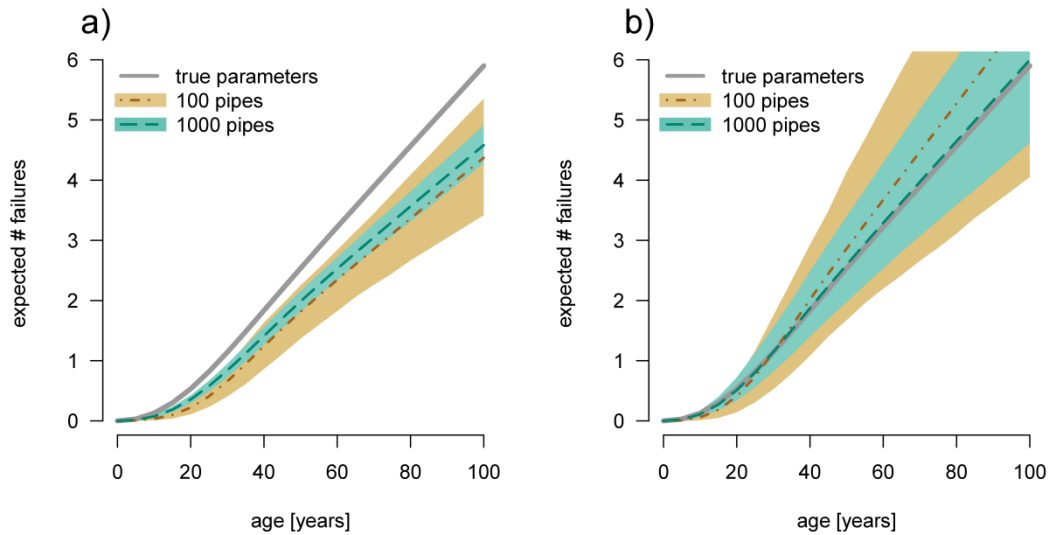 a)
expected # failures
6
5
4
3
2
1
0
true parameters
100 pipes
1000 pipes
0 20 40 60 80 100
age [years]
b)
expected # failures
6
5
4
3
2
1
0
true parameters
100 pipes
1000 pipes
0 20 40 60 80 100
age [years]